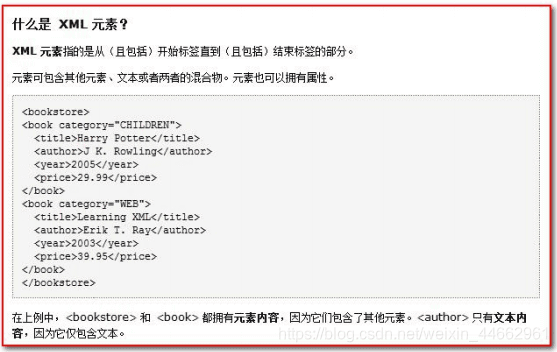 什么是 XML 元素？
XML 元素指的是从（且包括）开始标签直到（且包括）结束标签的部分。
元素可包含其他元素、文本或者两者的混合物。元素也可以拥有属性。
<bookstore>
<book category="CHILDREN">
  <title>Harry Potter</title>
  <author>J K. Rowling</author>
  <year>2005</year>
  <price>29.99</price>
</book>
<book category="WEB">
  <title>Learning XML</title>
  <author>Erik T. Ray</author>
  <year>2003</year>
  <price>39.95</price>
</book>
</bookstore>
在上例中，<bookstore> 和 <book> 都拥有元素内容，因为它们包含了其他元素。<author> 只有文本内
容，因为它仅包含文本。
https://blog.csdn.net/weixin_44662961